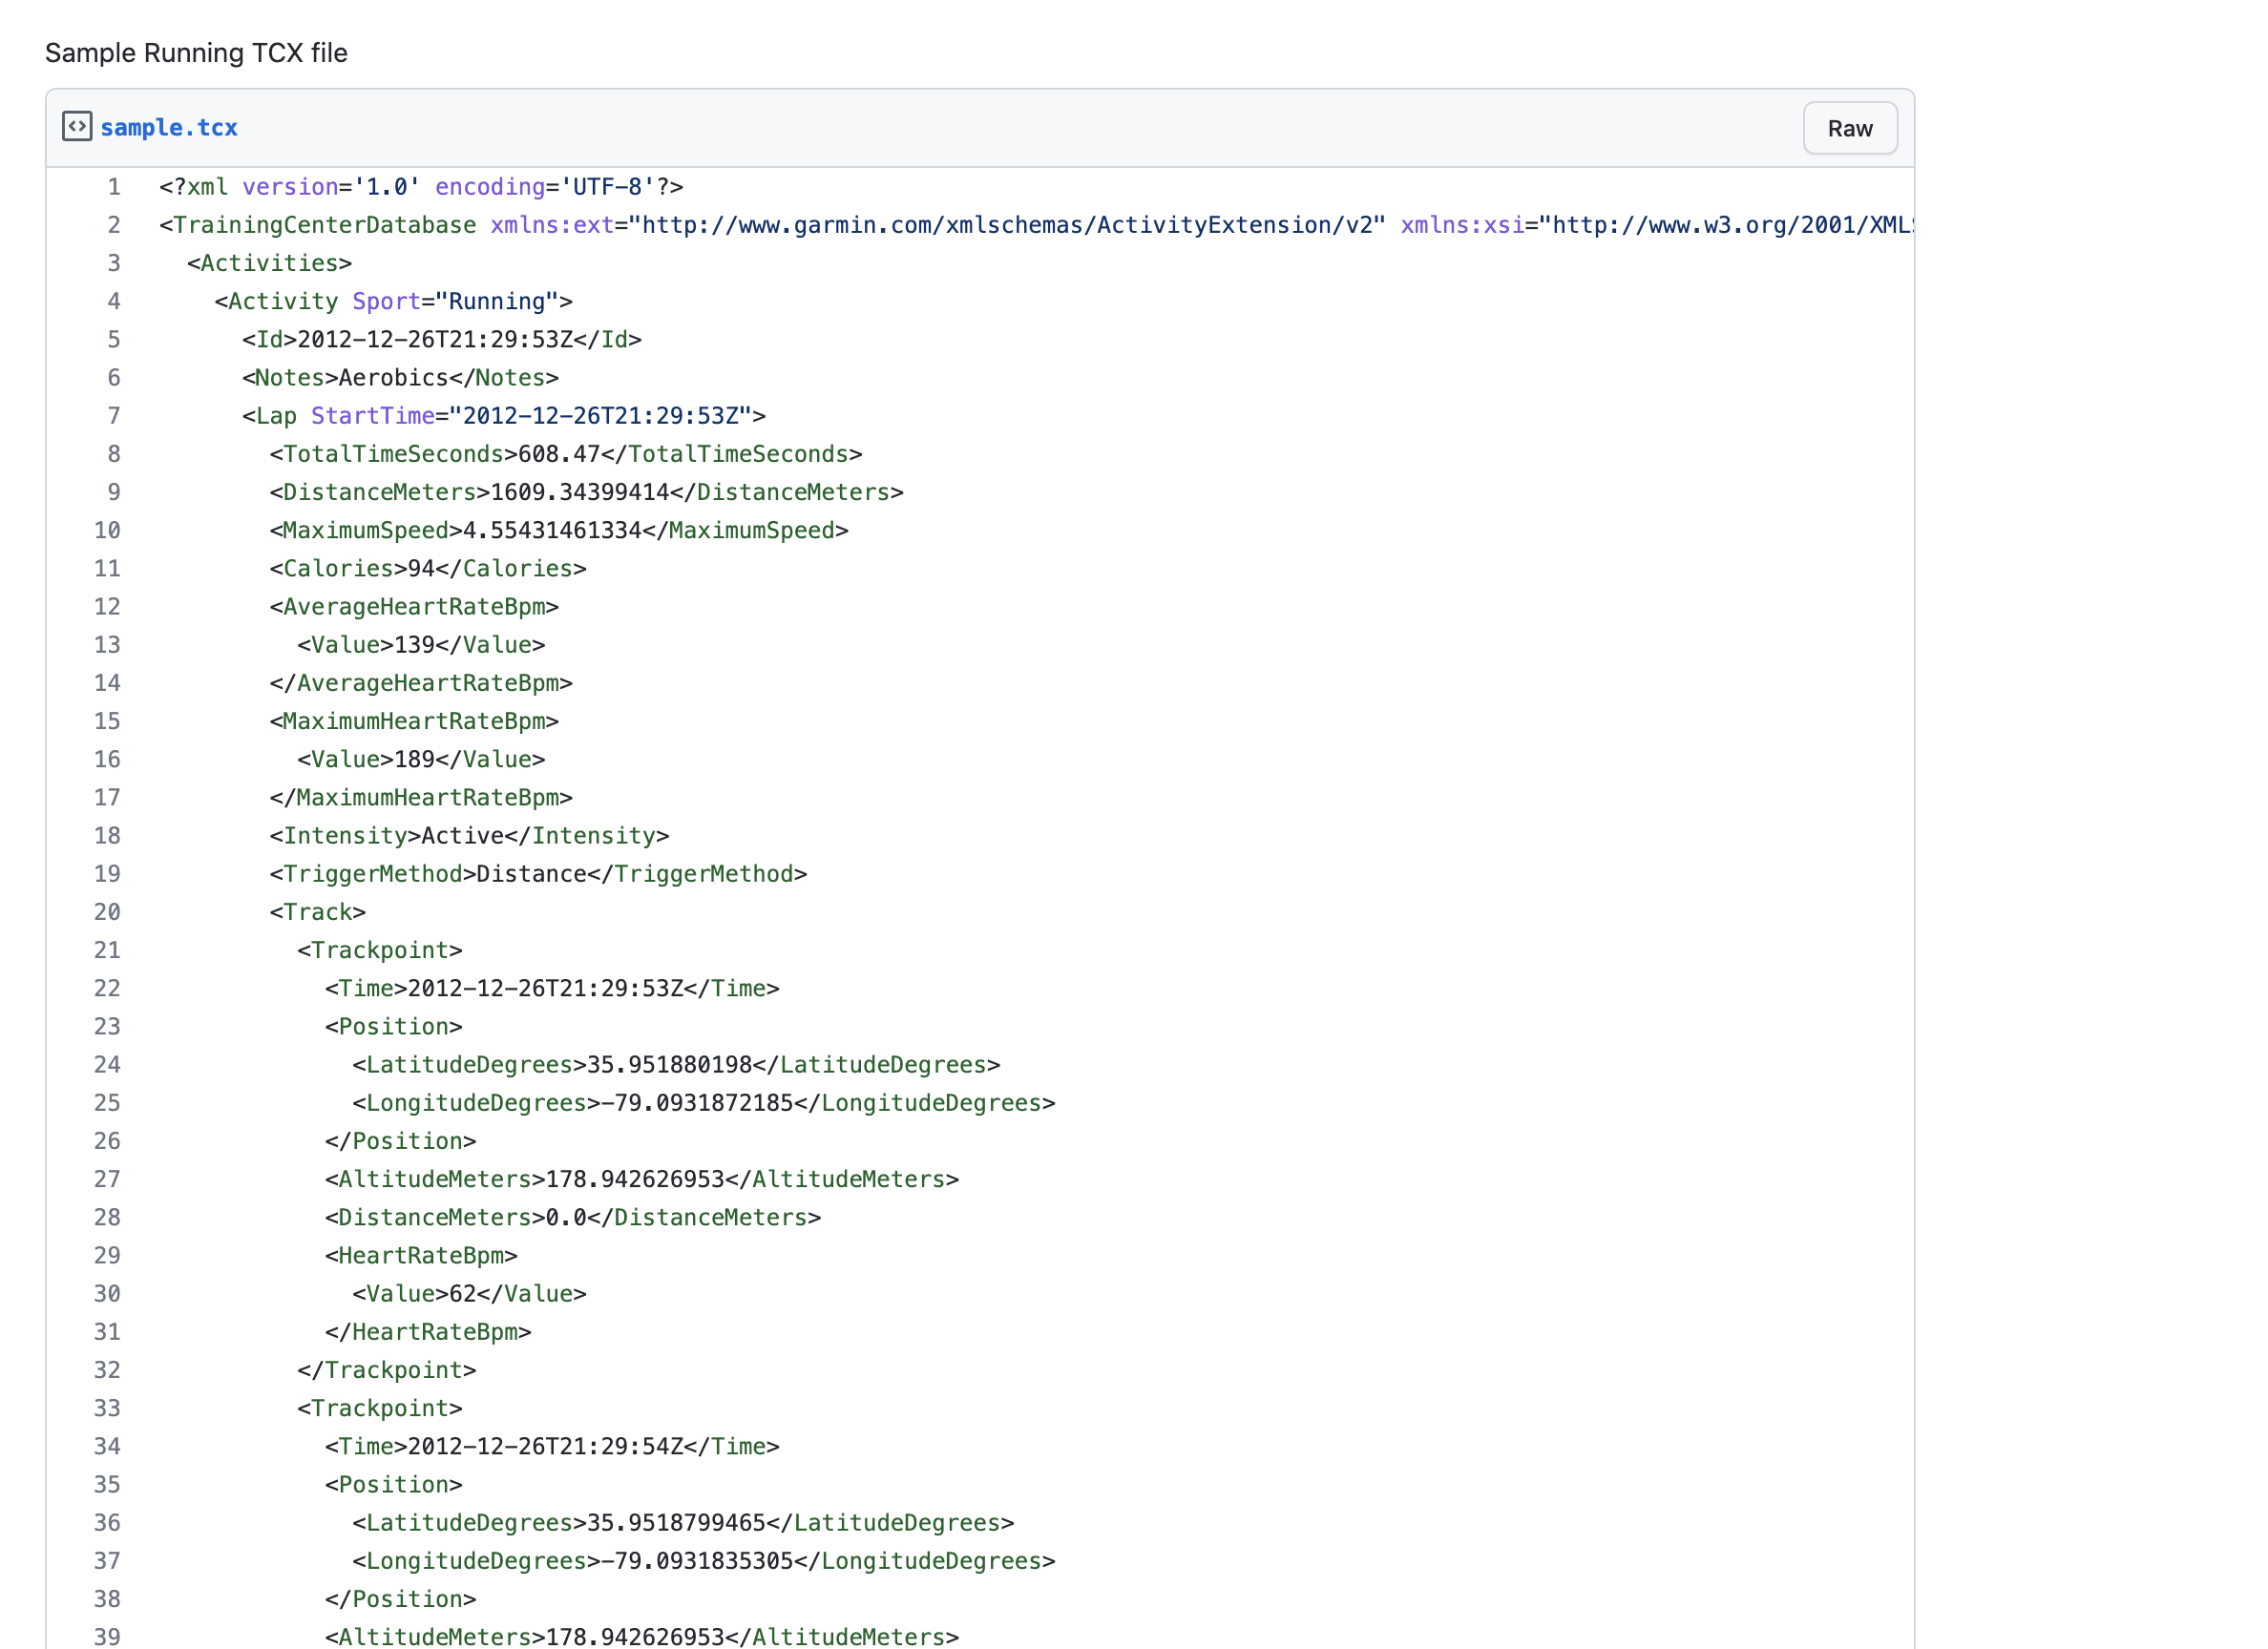 Sample Running TCX file
sample.tcx
Raw
1 <?xml version='1.0' encoding='UTF-8'?>
2 <TrainingCenterDatabase xmlns:ext="http://www.garmin.com/xmlschemas/ActivityExtension/v2" xmlns:xsi="http://www.w3.org/2001/XML
3   <Activities>
4     <Activity Sport="Running">
5       <Id>2012-12-26T21:29:53Z</Id>
6       <Notes>Aerobics</Notes>
7       <Lap StartTime="2012-12-26T21:29:53Z">
8         <TotalTimeSeconds>608.47</TotalTimeSeconds>
9         <DistanceMeters>1609.34399414</DistanceMeters>
10         <MaximumSpeed>4.55431461334</MaximumSpeed>
11         <Calories>94</Calories>
12         <AverageHeartRateBpm>
13           <Value>139</Value>
14         </AverageHeartRateBpm>
15         <MaximumHeartRateBpm>
16           <Value>189</Value>
17         </MaximumHeartRateBpm>
18         <Intensity>Active</Intensity>
19         <TriggerMethod>Distance</TriggerMethod>
20         <Track>
21           <Trackpoint>
22             <Time>2012-12-26T21:29:53Z</Time>
23             <Position>
24               <LatitudeDegrees>35.951880198</LatitudeDegrees>
25               <LongitudeDegrees>-79.0931872185</LongitudeDegrees>
26             </Position>
27             <AltitudeMeters>178.942626953</AltitudeMeters>
28             <DistanceMeters>0.0</DistanceMeters>
29             <HeartRateBpm>
30               <Value>62</Value>
31             </HeartRateBpm>
32           </Trackpoint>
33           <Trackpoint>
34             <Time>2012-12-26T21:29:54Z</Time>
35             <Position>
36               <LatitudeDegrees>35.9518799465</LatitudeDegrees>
37               <LongitudeDegrees>-79.0931835305</LongitudeDegrees>
38             </Position>
39             <AltitudeMeters>178.942626953</AltitudeMeters>